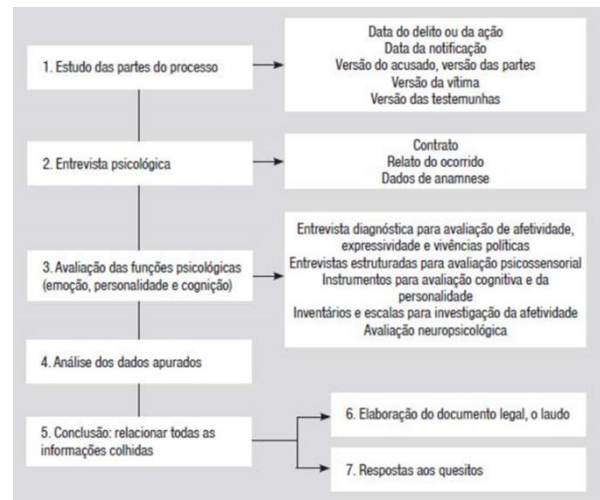 1. Estudo das partes do processo
Data do delito ou da ação
Data da notificação
Versão do acusado, versão das partes
Versão da vítima
Versão das testemunhas
2. Entrevista psicológica
Contrato
Relato do ocorrido
Dados de anamnese
3. Avaliação das funções psicológicas
(emoção, personalidade e cognição)
Entrevista diagnóstica para avaliação de afetividade,
expressividade e vivências políticas
Entrevistas estruturadas para avaliação psicossensorial
Instrumentos para avaliação cognitiva e da
personalidade
Inventários e escalas para investigação da afetividade
Avaliação neuropsicológica
4. Análise dos dados apurados
5. Conclusão: relacionar todas as
informações colhidas
6. Elaboração do documento legal, o laudo
7. Respostas aos quesitos